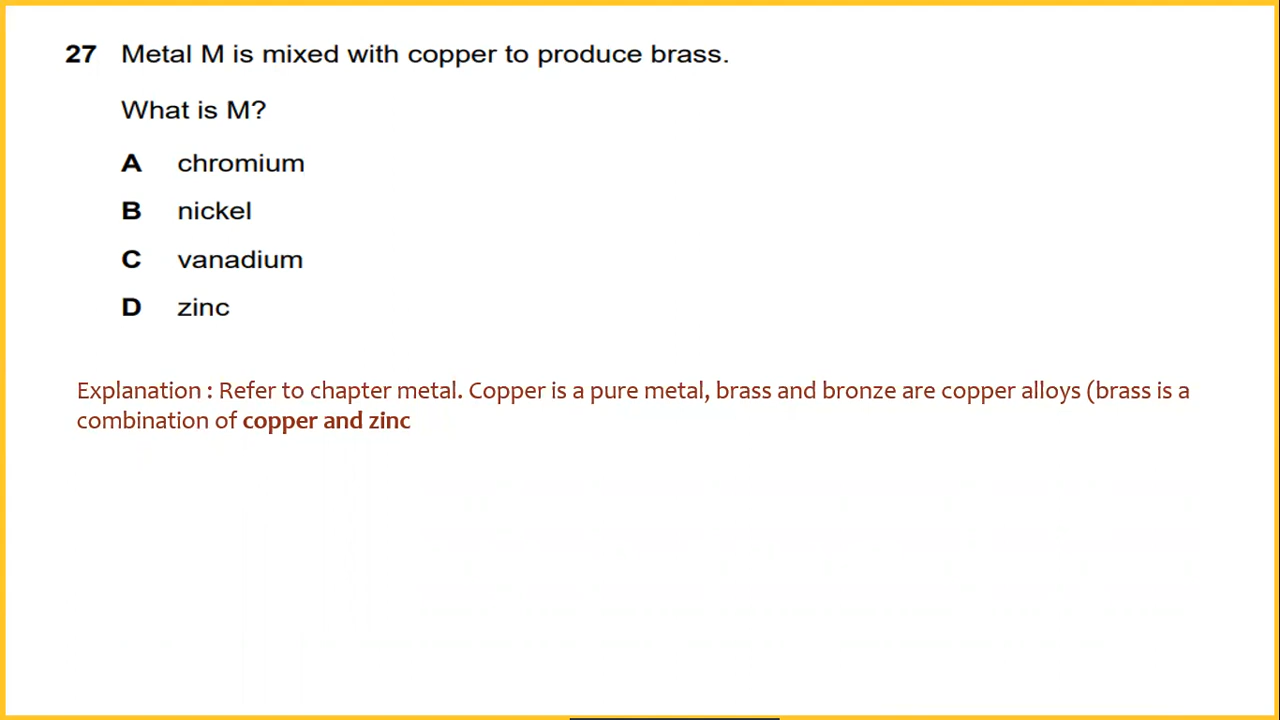 27 Metal M is mixed with copper to produce brass.
What is M?
A chromium
B nickel
C vanadium
D zinc
Explanation : Refer to chapter metal. Copper is a pure metal, brass and bronze are copper alloys (brass is a
combination of copper and zinc